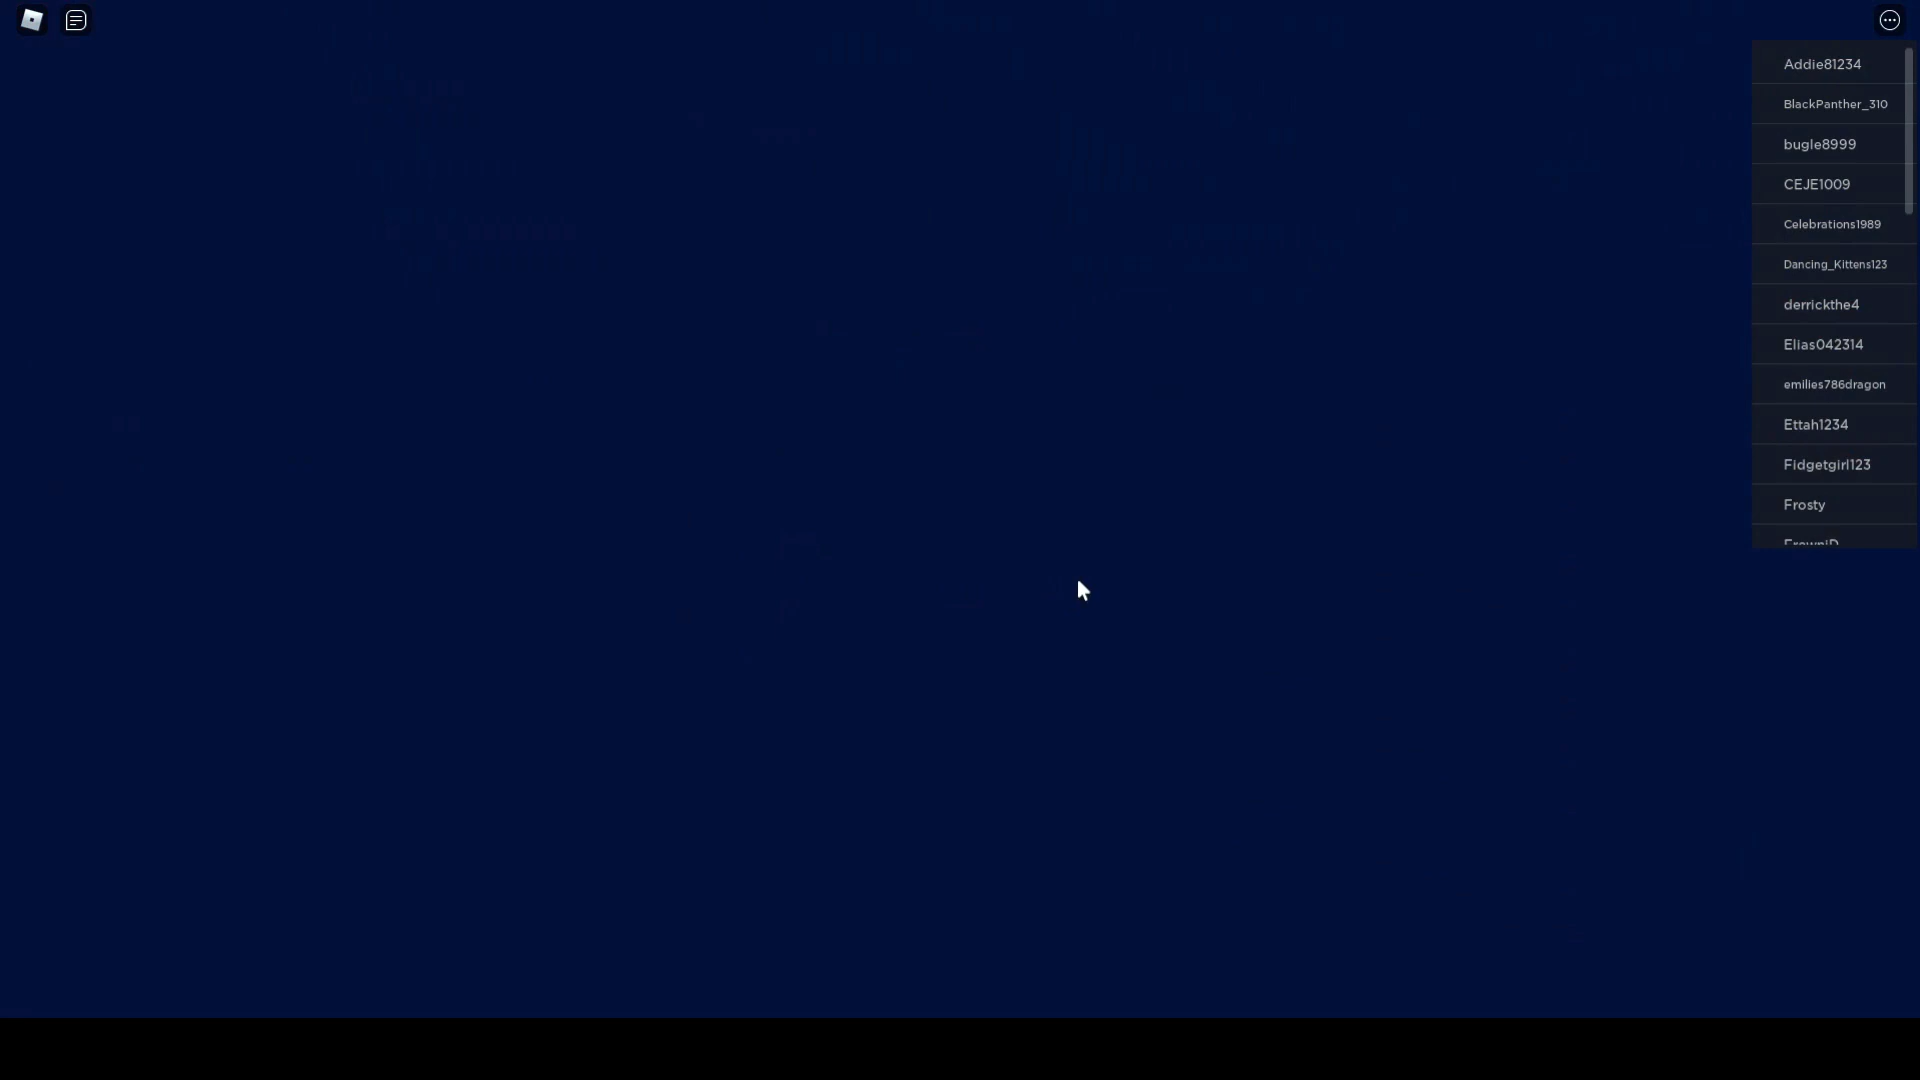 Addie81234
BlackPanther_310
bugle8999
CEJE1009
Celebrations1989
Dancing_Kittens123
derrickthe4
Elias042314
emilies786dragon
Ettah1234
Fidgetgirl123
Frosty